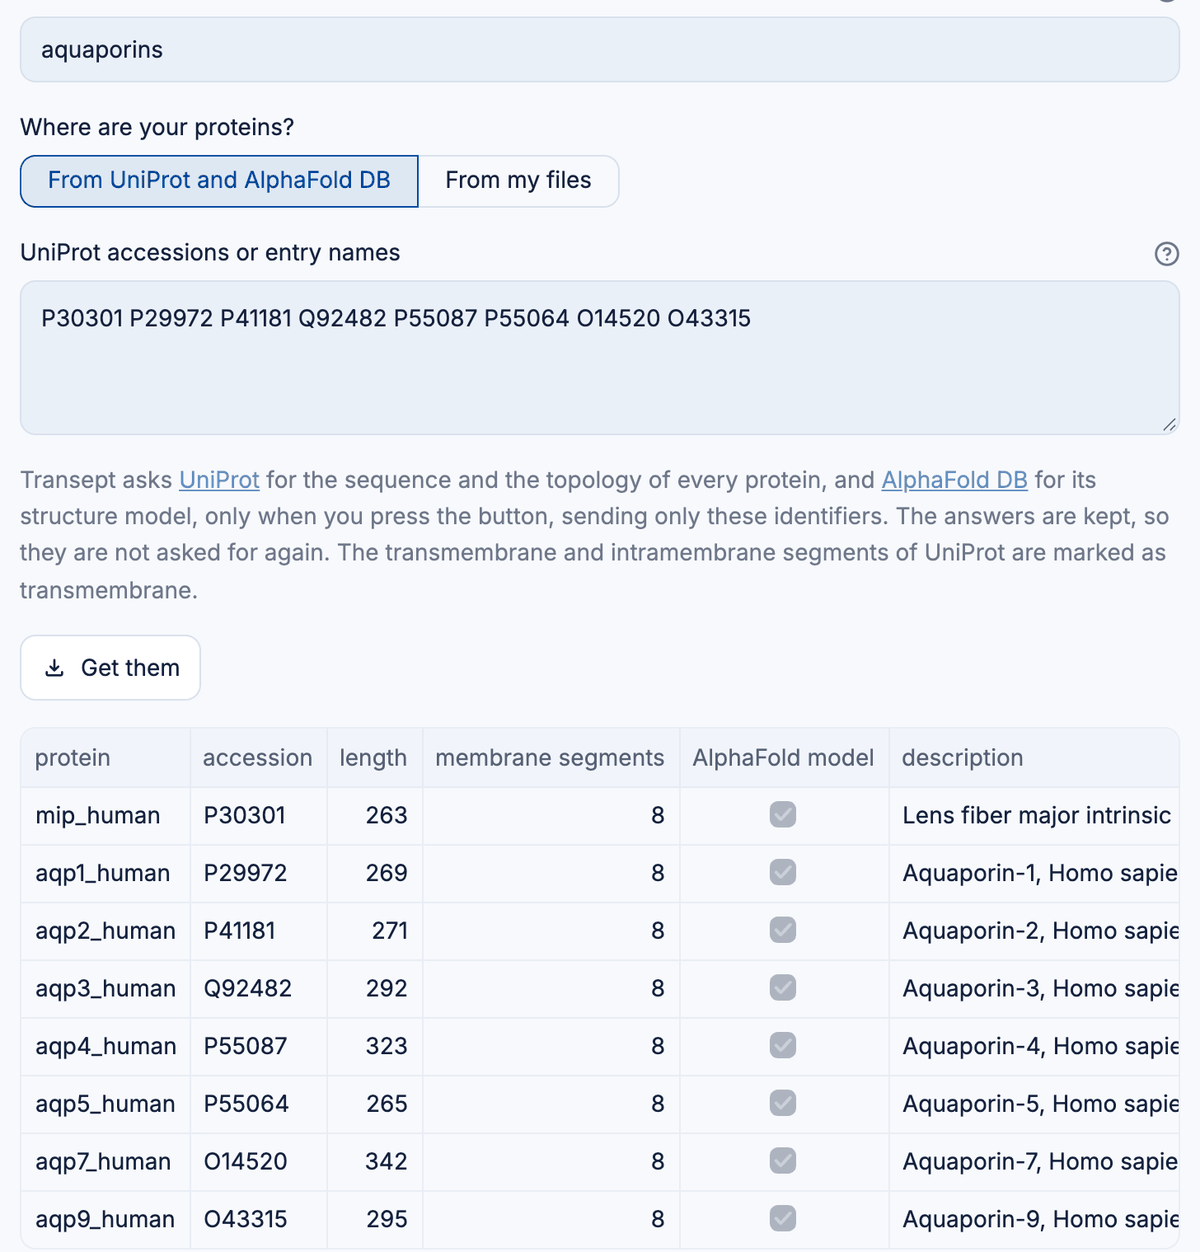 aquaporins
Where are your proteins?
From UniProt and AlphaFold DB From my files
UniProt accessions or entry names
P30301 P29972 P41181 Q92482 P55087 P55064 O14520 O43315
Transept asks UniProt for the sequence and the topology of every protein, and AlphaFold DB for its
structure model, only when you press the button, sending only these identifiers. The answers are kept, so
they are not asked for again. The transmembrane and intramembrane segments of UniProt are marked as
transmembrane.
Get them
protein accession length membrane segments AlphaFold model description
mip_human P30301 263 8 Lens fiber major intrinsic
aqp1_human P29972 269 8 Aquaporin-1, Homo sapie
aqp2_human P41181 271 8 Aquaporin-2, Homo sapie
aqp3_human Q92482 292 8 Aquaporin-3, Homo sapie
aqp4_human P55087 323 8 Aquaporin-4, Homo sapie
aqp5_human P55064 265 8 Aquaporin-5, Homo sapie
aqp7_human O14520 342 8 Aquaporin-7, Homo sapie
aqp9_human O43315 295 8 Aquaporin-9, Homo sapie